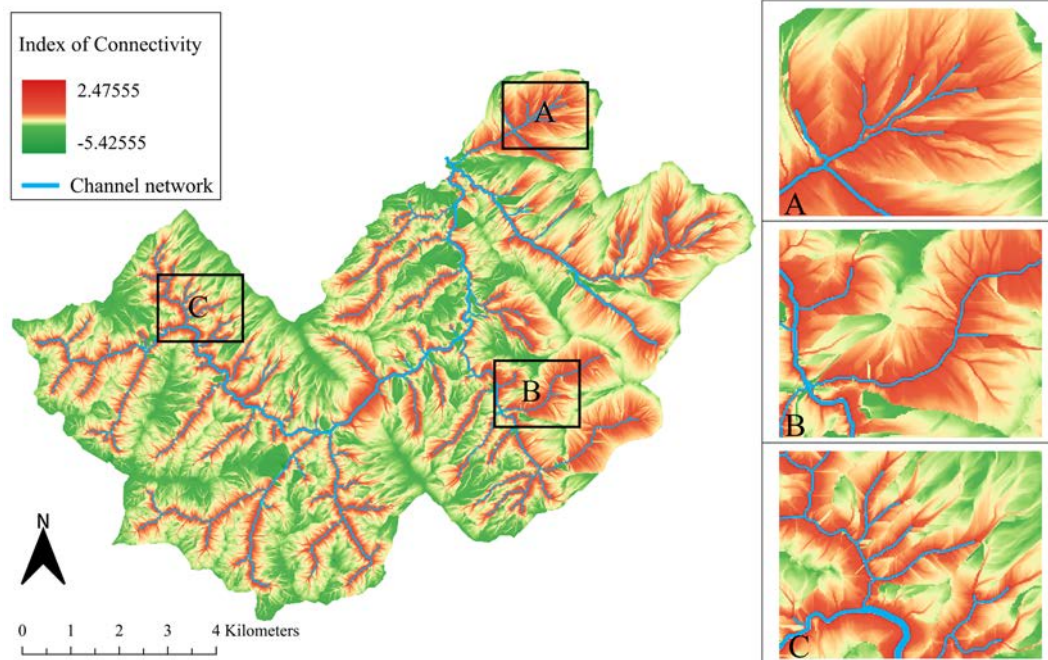 Index of Connectivity
2.47555
-5.42555
Channel network
A
B
C
N
0 1 2 3 4 Kilometers
A
B
C